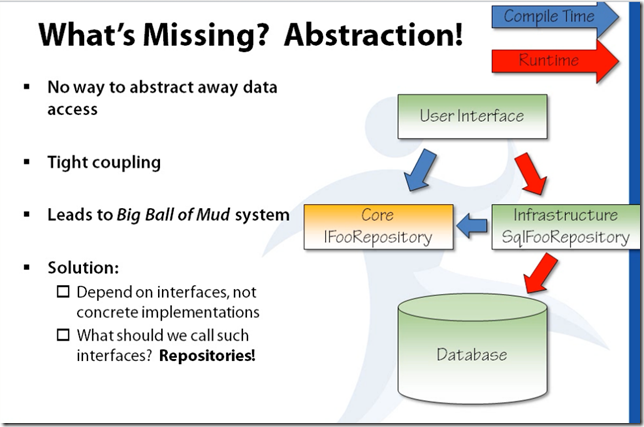 What's Missing?  Abstraction!
Compile Time
Runtime
▪ No way to abstract away data
access
▪ Tight coupling
▪ Leads to Big Ball of Mud system
▪ Solution:
☐ Depend on interfaces, not
concrete implementations
☐ What should we call such
interfaces?  Repositories!
User Interface
Core
IFooRepository
Infrastructure
SqlFooRepository
Database